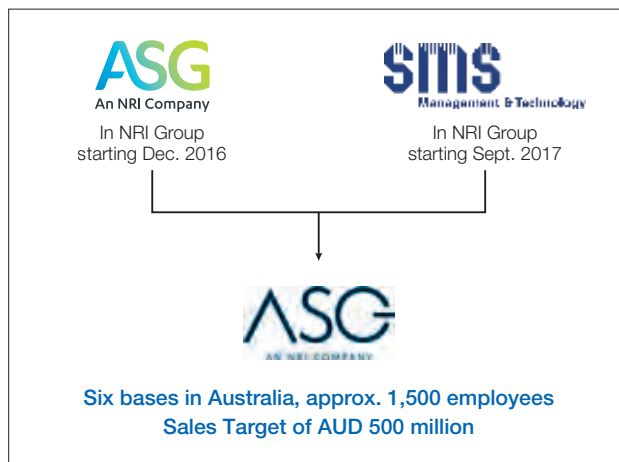 ASG
An NRI Company
In NRI Group
starting Dec. 2016
sms
Management & Technology
In NRI Group
starting Sept. 2017
ASG
AN NRI COMPANY
Six bases in Australia, approx. 1,500 employees
Sales Target of AUD 500 million